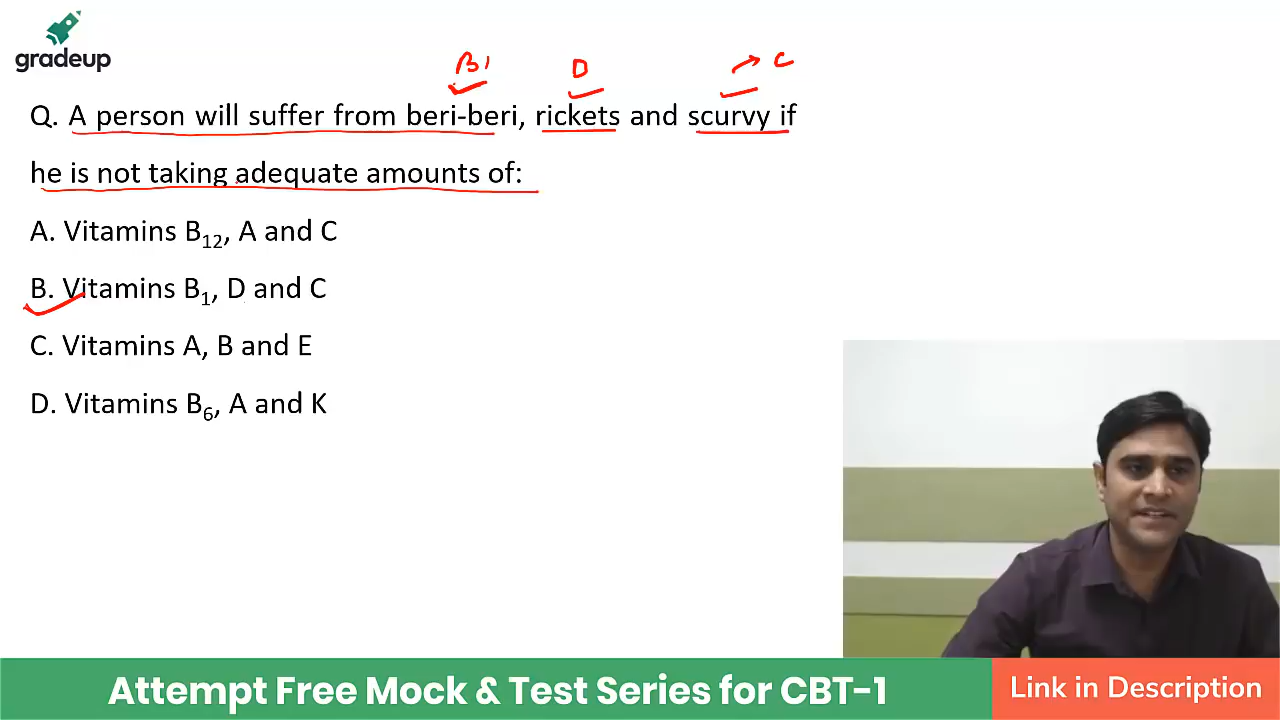 gradeup
B1 D → C
Q. A person will suffer from beri-beri, rickets and scurvy if
he is not taking adequate amounts of:
A. Vitamins B₁₂, A and C
B. Vitamins B₁, D and C
C. Vitamins A, B and E
D. Vitamins B₆, A and K
Attempt Free Mock & Test Series for CBT-1
Link in Description